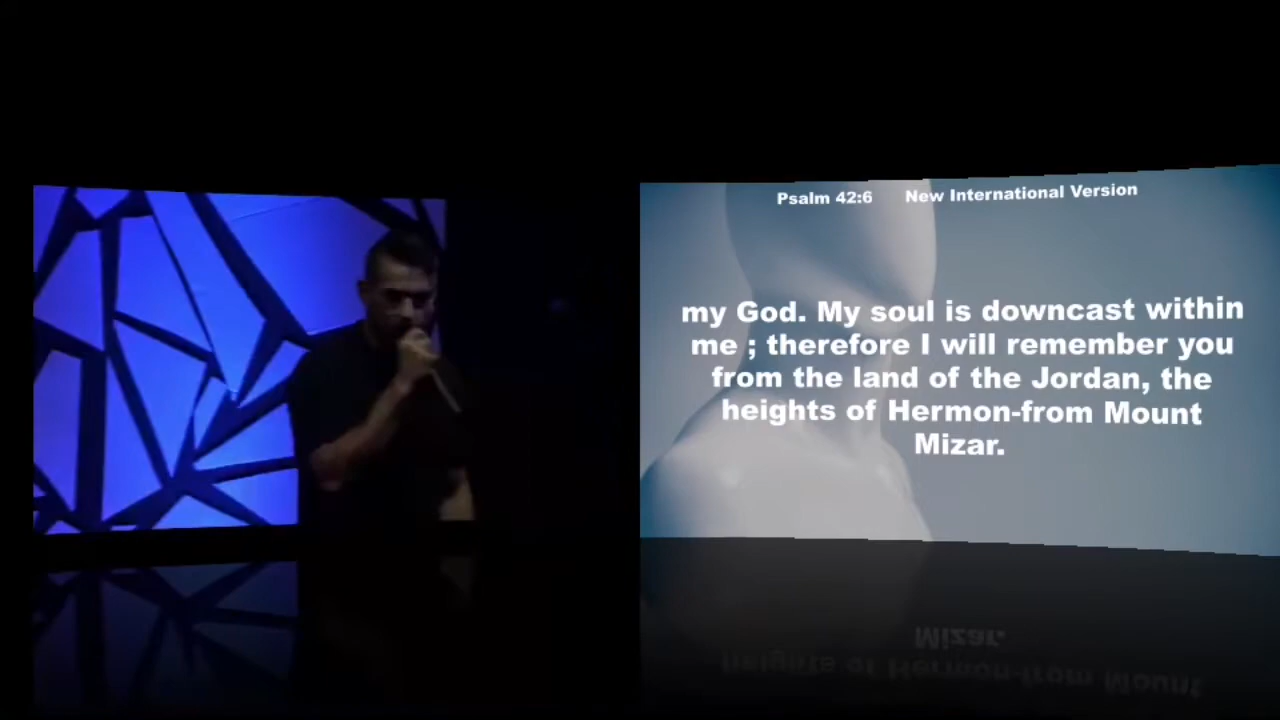 Psalm 42:6 New International Version
my God. My soul is downcast within
me ; therefore I will remember you
from the land of the Jordan, the
heights of Hermon-from Mount
Mizar.